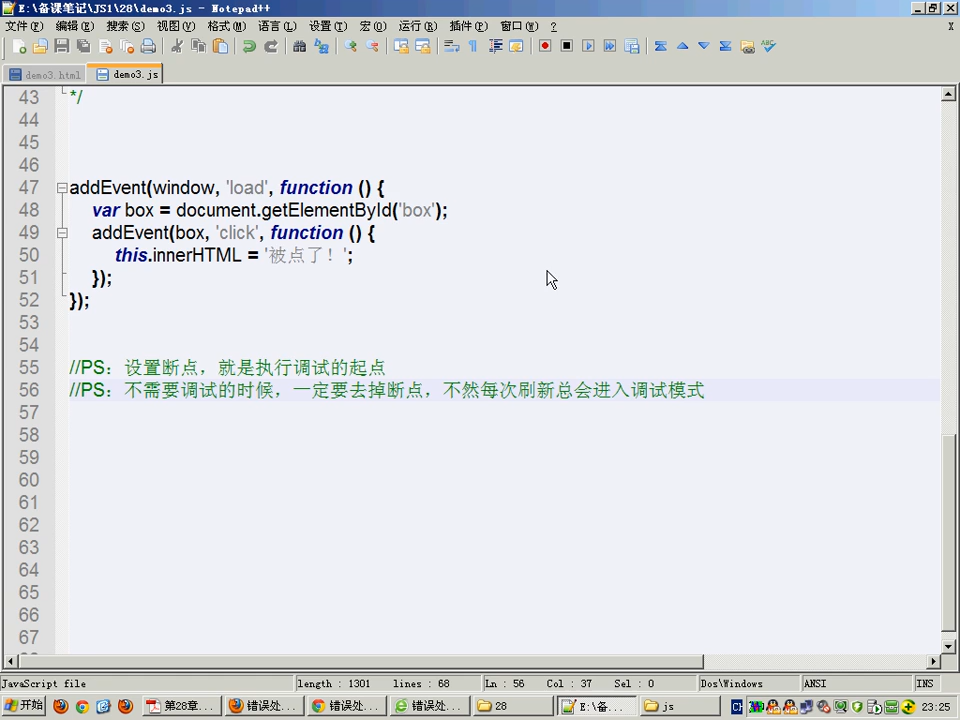 E:\备课笔记\JS1\28\demo3.js - Notepad++
文件(F) 编辑(E) 搜索(S) 视图(V) 格式(M) 语言(L) 设置(T) 宏(O) 运行(R) 插件(P) 窗口(W) ? X
demo3.html demo3.js
43 */
44
45
46
47 addEvent(window, 'load', function () {
48 var box = document.getElementById('box');
49 addEvent(box, 'click', function () {
50 this.innerHTML = '被点了！';
51 });
52 });
53
54
55 //PS：设置断点，就是执行调试的起点
56 //PS：不需要调试的时候，一定要去掉断点，不然每次刷新总会进入调试模式
57
58
59
60
61
62
63
64
65
66
67
JavaScript file length : 1301 lines : 68 Ln : 56 Col : 37 Sel : 0 Dos\Windows ANSI INS
开始 第28章... 错误处... 错误处... 错误处... 28 E:\备... js CH 23:25